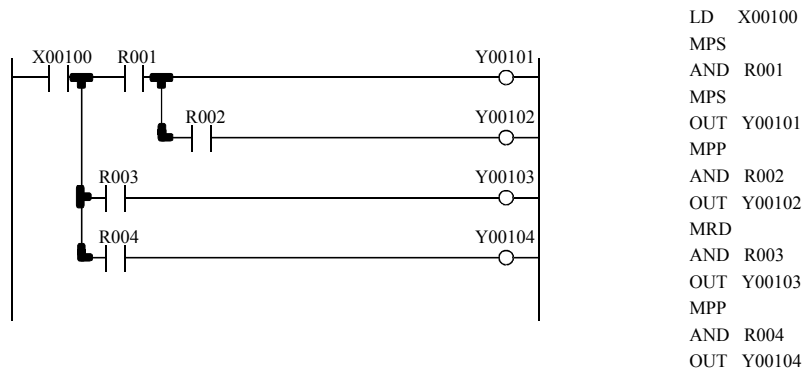 X00100 R001 Y00101
R002 Y00102
R003 Y00103
R004 Y00104
LD X00100
MPS
AND R001
MPS
OUT Y00101
MPP
AND R002
OUT Y00102
MRD
AND R003
OUT Y00103
MPP
AND R004
OUT Y00104